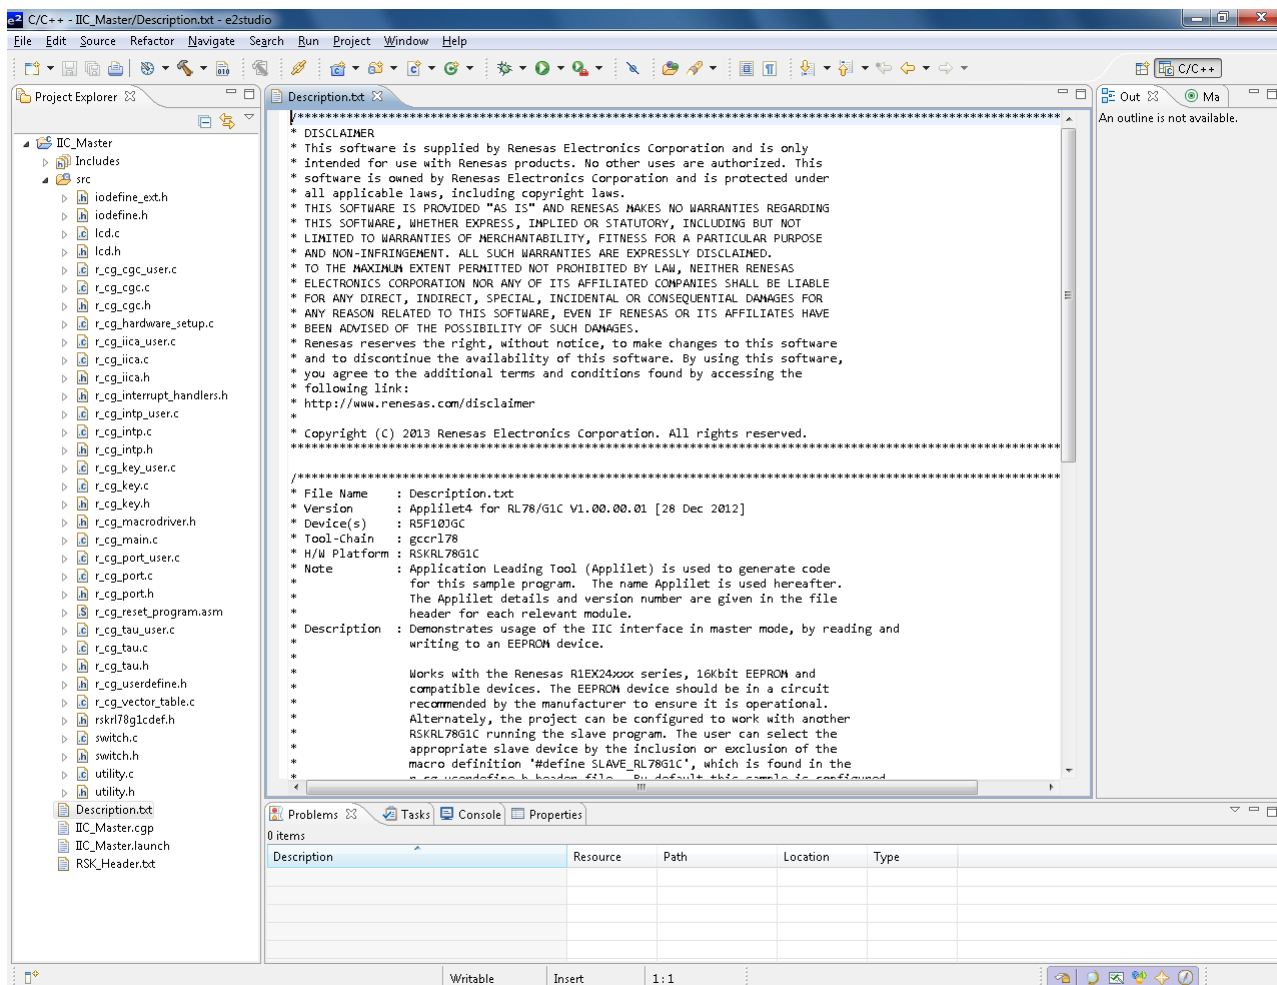 C/C++ - IIC_Master/Description.txt - e2studio
File Edit Source Refactor Navigate Search Run Project Window Help
C/C++
Project Explorer
IIC_Master
Includes
src
iodefine_ext.h
iodefine.h
lcd.c
lcd.h
r_cg_cgc_user.c
r_cg_cgc.c
r_cg_cgc.h
r_cg_hardware_setup.c
r_cg_iica_user.c
r_cg_iica.c
r_cg_iica.h
r_cg_interrupt_handlers.h
r_cg_intp_user.c
r_cg_intp.c
r_cg_intp.h
r_cg_key_user.c
r_cg_key.c
r_cg_key.h
r_cg_macrodriver.h
r_cg_main.c
r_cg_port_user.c
r_cg_port.c
r_cg_port.h
r_cg_reset_program.asm
r_cg_tau_user.c
r_cg_tau.c
r_cg_tau.h
r_cg_userdefine.h
r_cg_vector_table.c
rskrl78g1cdef.h
switch.c
switch.h
utility.c
utility.h
Description.txt
IIC_Master.cgp
IIC_Master.launch
RSK_Header.txt
Description.txt
* DISCLAIMER
* This software is supplied by Renesas Electronics Corporation and is only
* intended for use with Renesas products. No other uses are authorized. This
* software is owned by Renesas Electronics Corporation and is protected under
* all applicable laws, including copyright laws.
* THIS SOFTWARE IS PROVIDED "AS IS" AND RENESAS MAKES NO WARRANTIES REGARDING
* THIS SOFTWARE, WHETHER EXPRESS, IMPLIED OR STATUTORY, INCLUDING BUT NOT
* LIMITED TO WARRANTIES OF MERCHANTABILITY, FITNESS FOR A PARTICULAR PURPOSE
* AND NON-INFRINGEMENT. ALL SUCH WARRANTIES ARE EXPRESSLY DISCLAIMED.
* TO THE MAXIMUM EXTENT PERMITTED NOT PROHIBITED BY LAW, NEITHER RENESAS
* ELECTRONICS CORPORATION NOR ANY OF ITS AFFILIATED COMPANIES SHALL BE LIABLE
* FOR ANY DIRECT, INDIRECT, SPECIAL, INCIDENTAL OR CONSEQUENTIAL DAMAGES FOR
* ANY REASON RELATED TO THIS SOFTWARE, EVEN IF RENESAS OR ITS AFFILIATES HAVE
* BEEN ADVISED OF THE POSSIBILITY OF SUCH DAMAGES.
* Renesas reserves the right, without notice, to make changes to this software
* and to discontinue the availability of this software. By using this software,
* you agree to the additional terms and conditions found by accessing the
* following link:
* http://www.renesas.com/disclaimer
*
* Copyright (C) 2013 Renesas Electronics Corporation. All rights reserved.
* File Name : Description.txt
* Version : Applilet4 for RL78/G1C V1.00.00.01 [28 Dec 2012]
* Device(s) : R5F10JGC
* Tool-Chain : gccrl78
* H/W Platform : RSKRL78G1C
* Note : Application Leading Tool (Applilet) is used to generate code
* for this sample program. The name Applilet is used hereafter.
* The Applilet details and version number are given in the file
* header for each relevant module.
* Description : Demonstrates usage of the IIC interface in master mode, by reading and
* writing to an EEPROM device.
*
* Works with the Renesas R1EX24xxx series, 16Kbit EEPROM and
* compatible devices. The EEPROM device should be in a circuit
* recommended by the manufacturer to ensure it is operational.
* Alternately, the project can be configured to work with another
* RSKRL78G1C running the slave program. The user can select the
* appropriate slave device by the inclusion or exclusion of the
* macro definition '#define SLAVE_RL78G1C', which is found in the
* r_cg_userdefine.h header file. By default this sample is configured
Out Ma
An outline is not available.
Problems Tasks Console Properties
0 items
Description Resource Path Location Type
Writable Insert 1:1